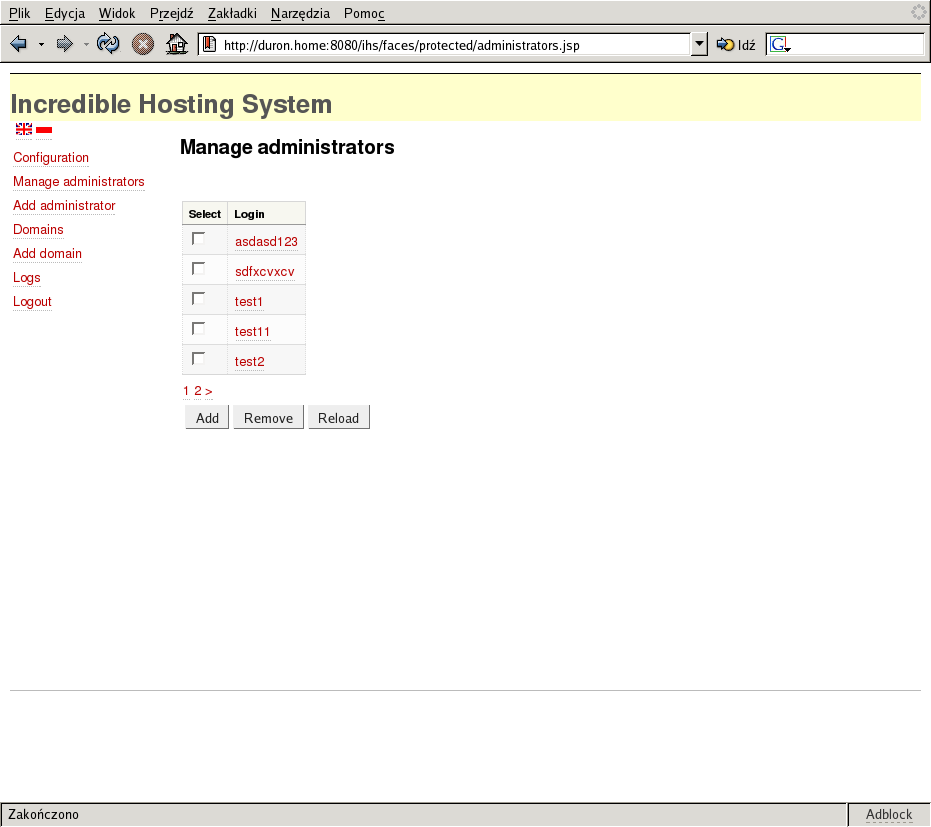 Plik Edycja Widok Przejdź Zakładki Narzędzia Pomoc
http://duron.home:8080/ihs/faces/protected/administrators.jsp Idź G
Incredible Hosting System
Manage administrators
Configuration
Manage administrators
Add administrator
Domains
Add domain
Logs
Logout
Select Login
asdasd123
sdfxcvxcv
test1
test11
test2
1 2 >
Add Remove Reload
Zakończono Adblock